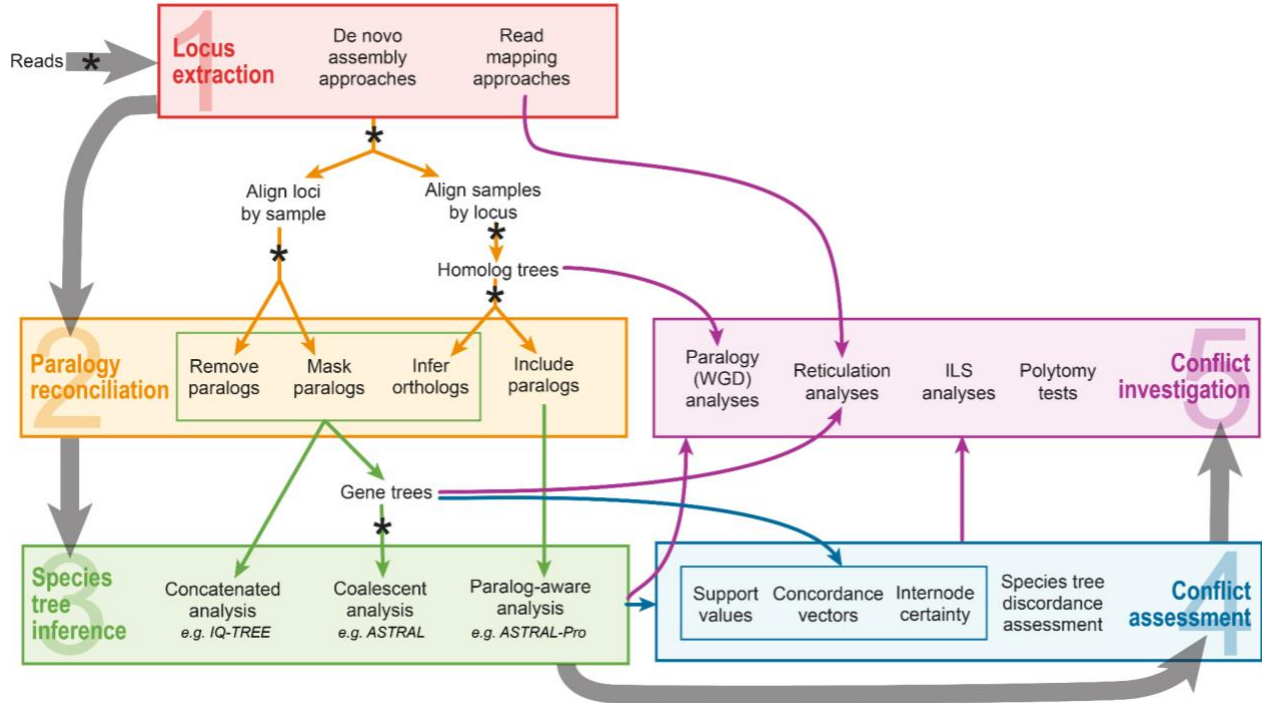 Reads
*
1
Locus
extraction
De novo
assembly
approaches
Read
mapping
approaches
*
Align loci
by sample
Align samples
by locus
*
*
Homolog trees
*
2
Paralogy
reconciliation
Remove
paralogs
Mask
paralogs
Infer
orthologs
Include
paralogs
Paralogy
(WGD)
analyses
Reticulation
analyses
ILS
analyses
Polytomy
tests
5
Conflict
investigation
Gene trees
*
3
Species
tree
inference
Concatenated
analysis
e.g. IQ-TREE
Coalescent
analysis
e.g. ASTRAL
Paralog-aware
analysis
e.g. ASTRAL-Pro
Support
values
Concordance
vectors
Internode
certainty
Species tree
discordance
assessment
4
Conflict
assessment